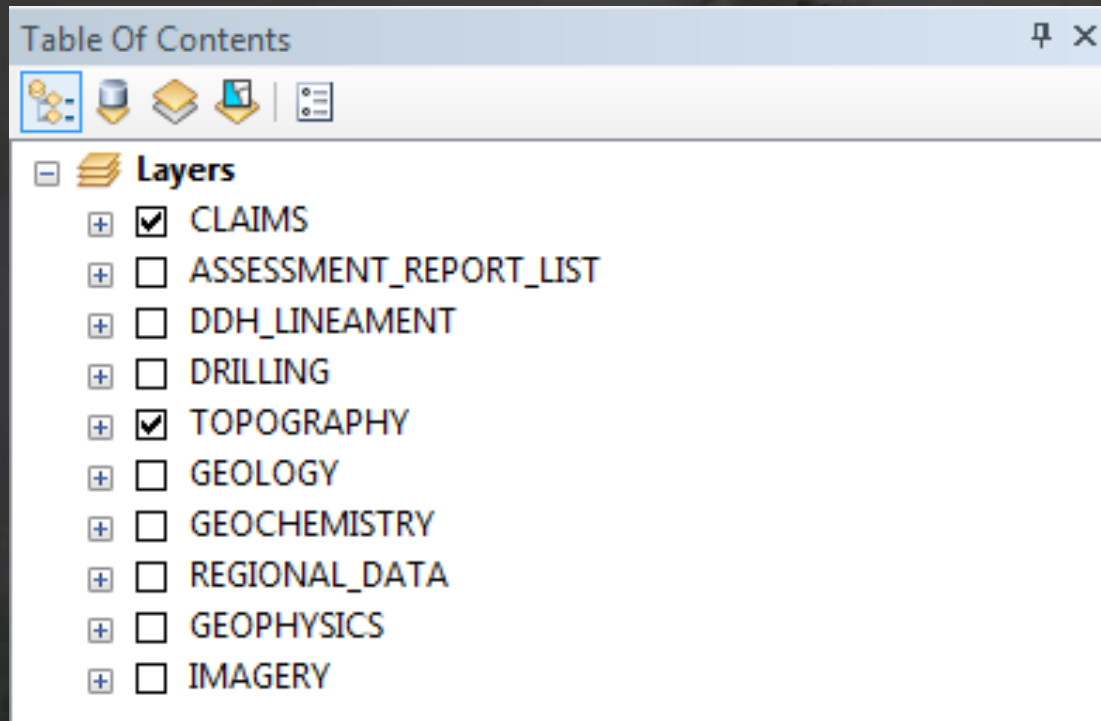 Table Of Contents
Layers
CLAIMS
ASSESSMENT_REPORT_LIST
DDH_LINEAMENT
DRILLING
TOPOGRAPHY
GEOLOGY
GEOCHEMISTRY
REGIONAL_DATA
GEOPHYSICS
IMAGERY